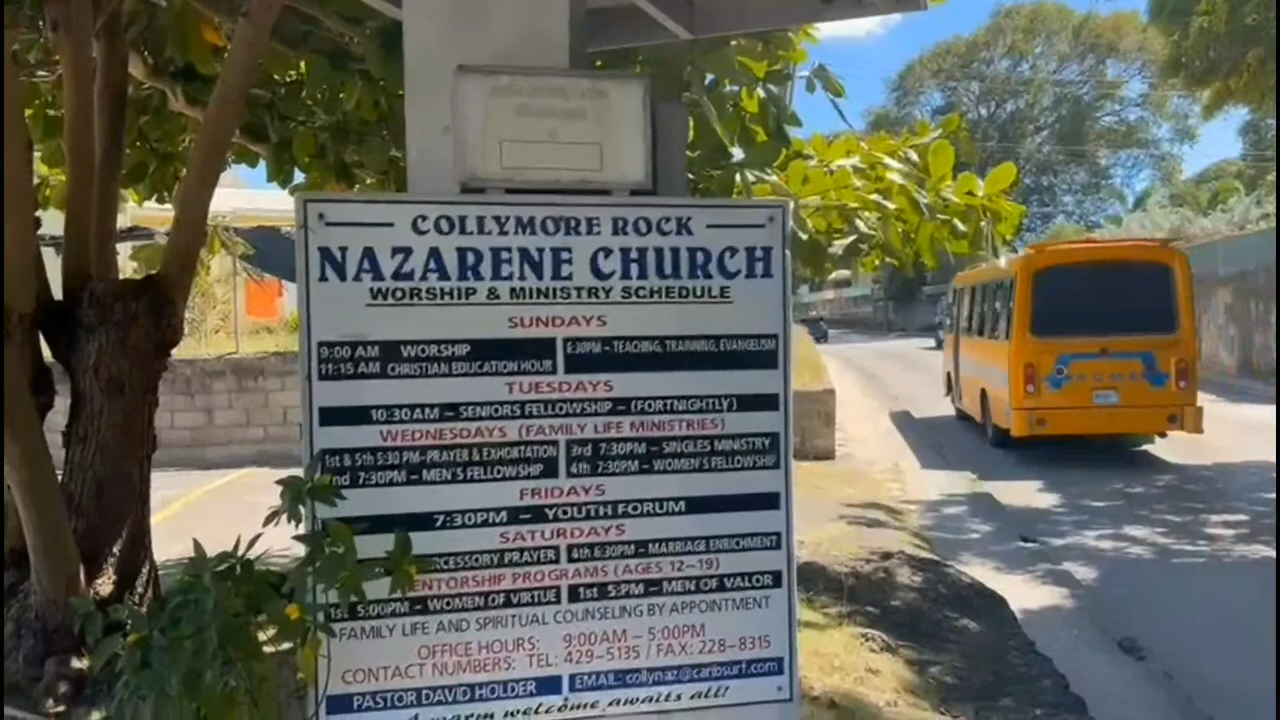 COLLYMORE ROCK
NAZARENE CHURCH
WORSHIP & MINISTRY SCHEDULE
SUNDAYS
9:00 AM WORSHIP
11:15 AM CHRISTIAN EDUCATION HOUR
6:30PM – TEACHING, TRAINING, EVANGELISM
TUESDAYS
10:30AM – SENIORS FELLOWSHIP – (FORTNIGHTLY)
WEDNESDAYS (FAMILY LIFE MINISTRIES)
1st & 5th 5:30 PM–PRAYER & EXHORTATION
nd 7:30PM – MEN'S FELLOWSHIP
3rd 7:30PM – SINGLES MINISTRY
4th 7:30PM – WOMEN'S FELLOWSHIP
FRIDAYS
7:30PM – YOUTH FORUM
SATURDAYS
RCESSORY PRAYER
4th 6:30PM – MARRIAGE ENRICHMENT
ENTORSHIP PROGRAMS (AGES 12–19)
1st 5:00PM – WOMEN OF VIRTUE
1st 5:PM – MEN OF VALOR
FAMILY LIFE AND SPIRITUAL COUNSELING BY APPOINTMENT
OFFICE HOURS: 9:00AM – 5:00PM
CONTACT NUMBERS: TEL: 429–5135 / FAX: 228–8315
PASTOR DAVID HOLDER
EMAIL: collynaz@caribsurf.com
A warm welcome awaits all!